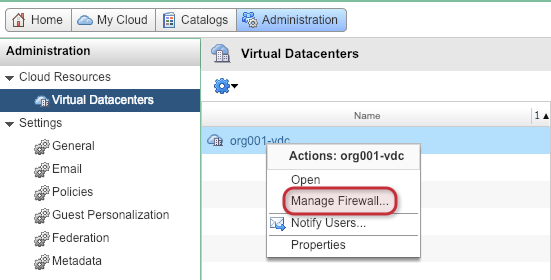 Home My Cloud Catalogs Administration
Administration
Cloud Resources
Virtual Datacenters
Settings
General
Email
Policies
Guest Personalization
Federation
Metadata
Virtual Datacenters
Name 1▲
org001-vdc
Actions: org001-vdc
Open
Manage Firewall...
Notify Users...
Properties